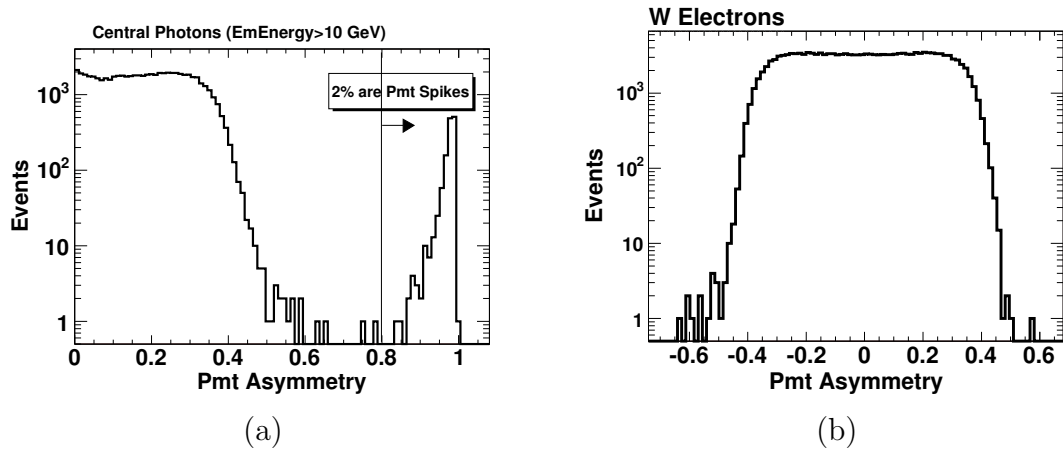 Central Photons (EmEnergy>10 GeV)
Events
10³
10²
10
1
2% are Pmt Spikes
0 0.2 0.4 0.6 0.8 1
Pmt Asymmetry
(a)
W Electrons
Events
10³
10²
10
1
-0.6 -0.4 -0.2 0 0.2 0.4 0.6
Pmt Asymmetry
(b)